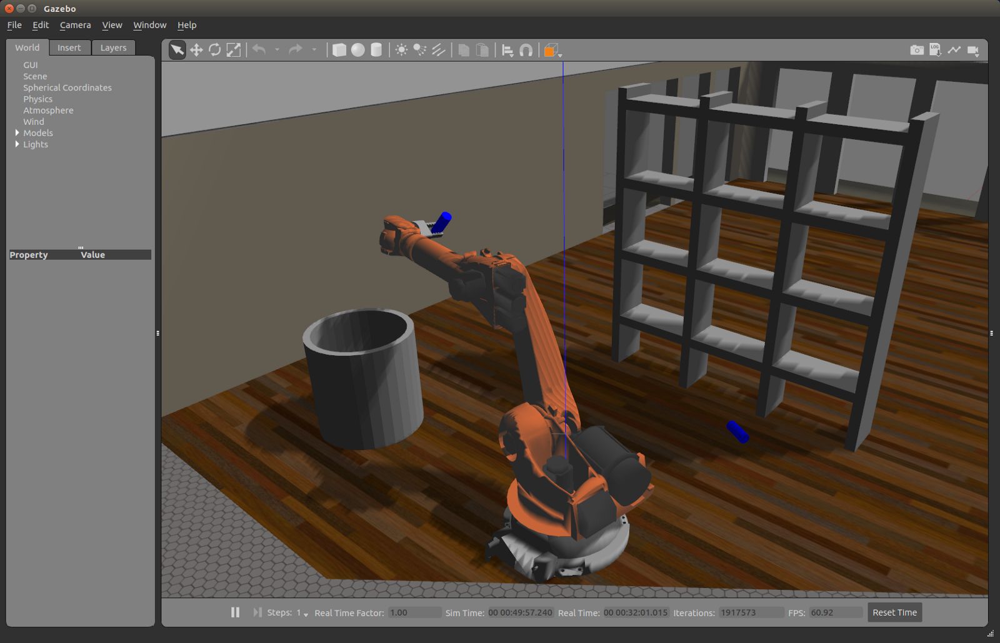 Gazebo
File Edit Camera View Window Help
World Insert Layers
LOG
GUI
Scene
Spherical Coordinates
Physics
Atmosphere
Wind
Models
Lights
Property Value
Steps: 1 Real Time Factor: 1.00 Sim Time: 00 00:49:57.240 Real Time: 00 00:32:01.015 Iterations: 1917573 FPS: 60.92 Reset Time